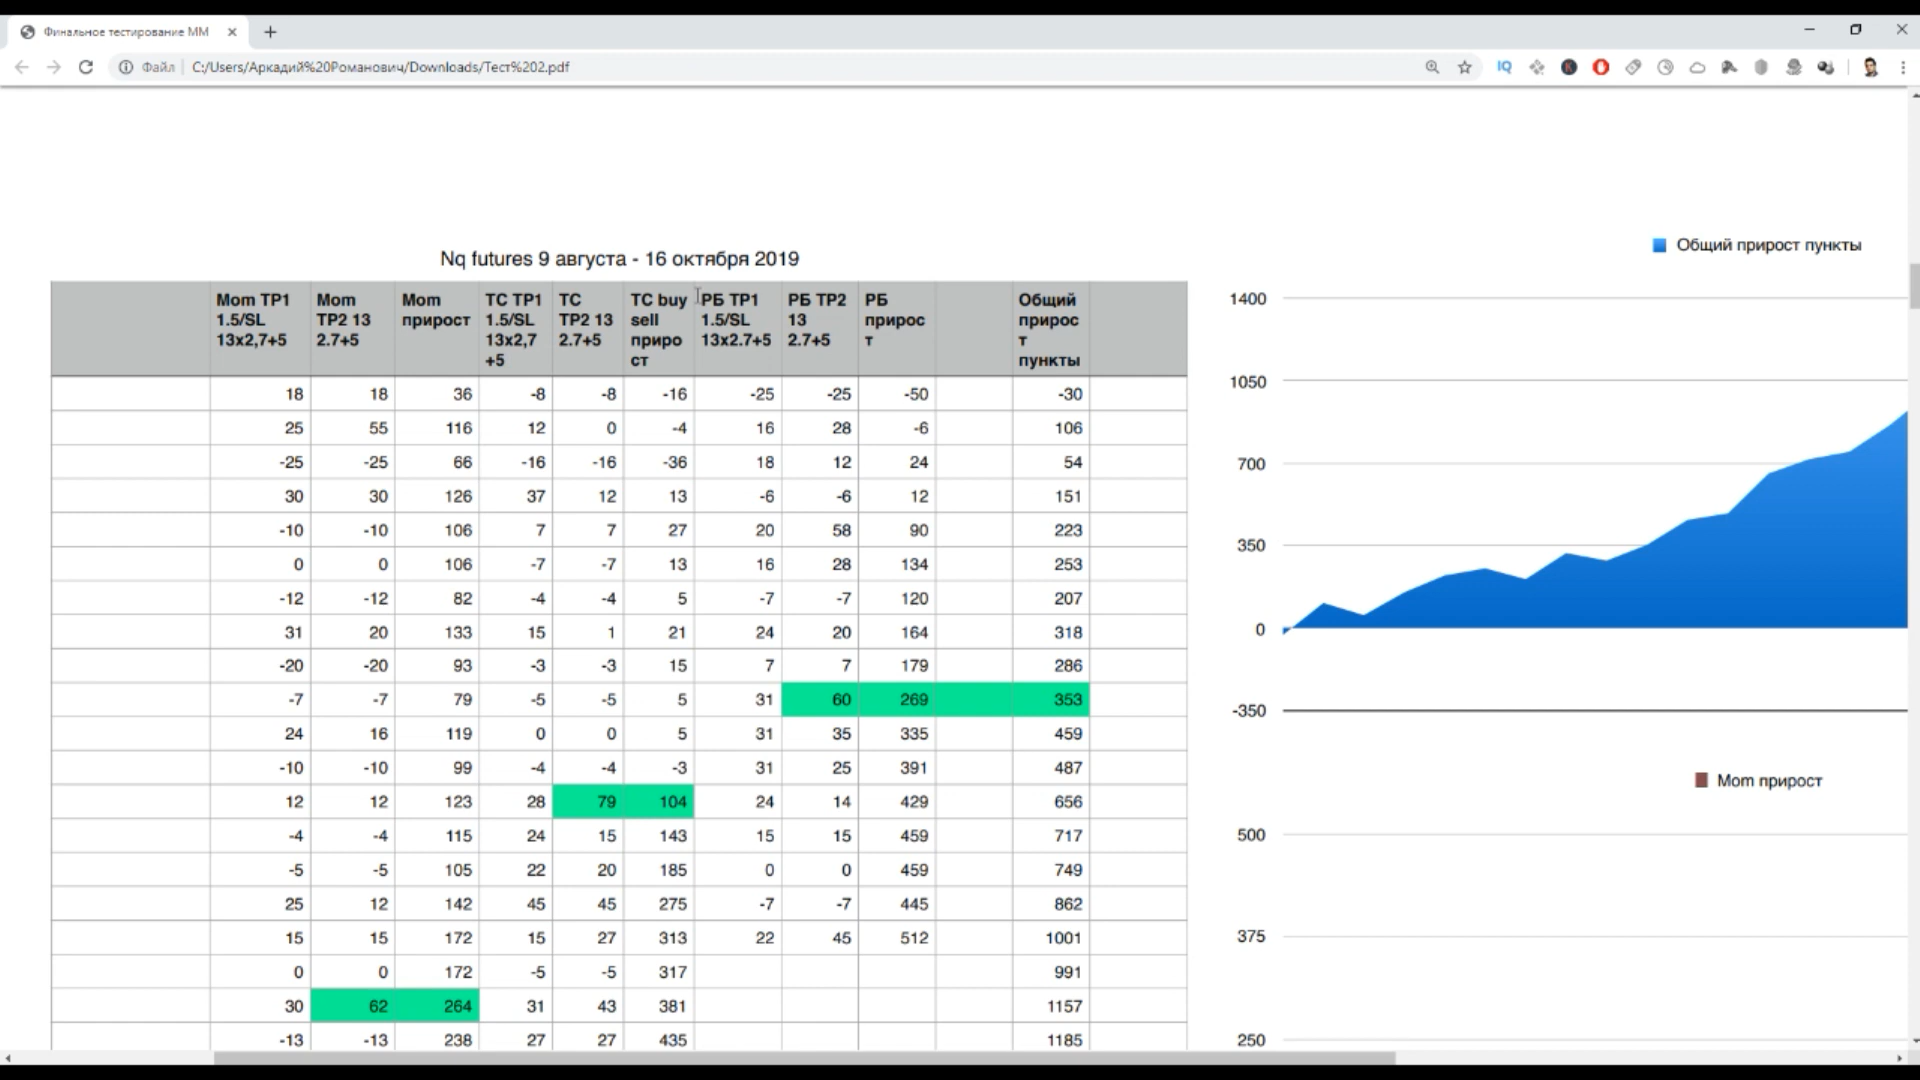 Финальное тестирование ММ
Файл
C:/Users/Аркадий%20Романович/Downloads/Тест%202.pdf
IQ
Nq futures 9 августа - 16 октября 2019
Mom TP1 1.5/SL 13x2,7+5 Mom TP2 13 2.7+5 Mom прирост ТС TP1 1.5/SL 13x2,7 +5 ТС TP2 13 2.7+5 ТС buy sell приро ст РБ TP1 1.5/SL 13x2.7+5 РБ TP2 13 2.7+5 РБ прирос т Общий прирос т пункты
18 18 36 -8 -8 -16 -25 -25 -50 -30
25 55 116 12 0 -4 16 28 -6 106
-25 -25 66 -16 -16 -36 18 12 24 54
30 30 126 37 12 13 -6 -6 12 151
-10 -10 106 7 7 27 20 58 90 223
0 0 106 -7 -7 13 16 28 134 253
-12 -12 82 -4 -4 5 -7 -7 120 207
31 20 133 15 1 21 24 20 164 318
-20 -20 93 -3 -3 15 7 7 179 286
-7 -7 79 -5 -5 5 31 60 269 353
24 16 119 0 0 5 31 35 335 459
-10 -10 99 -4 -4 -3 31 25 391 487
12 12 123 28 79 104 24 14 429 656
-4 -4 115 24 15 143 15 15 459 717
-5 -5 105 22 20 185 0 0 459 749
25 12 142 45 45 275 -7 -7 445 862
15 15 172 15 27 313 22 45 512 1001
0 0 172 -5 -5 317 991
30 62 264 31 43 381 1157
-13 -13 238 27 27 435 1185
Общий прирост пункты
1400
1050
700
350
0
-350
Mom прирост
500
375
250